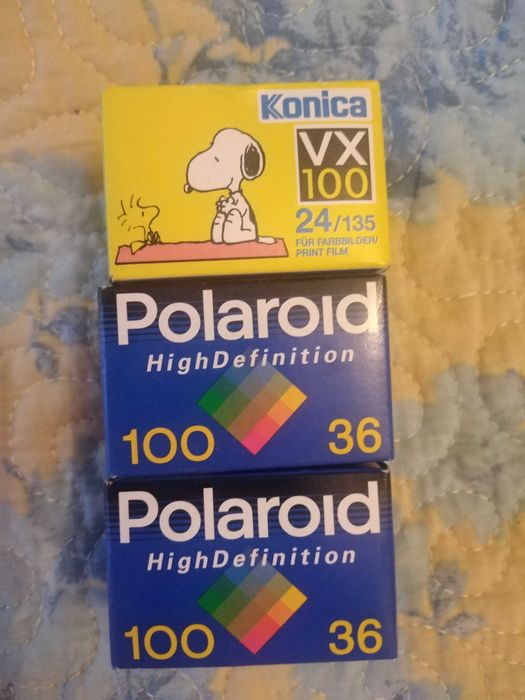 Konica
VX
100
24/135
FÜR FARBBILDER/
PRINT FILM
Polaroid
HighDefinition
100 36
Polaroid
HighDefinition
100 36